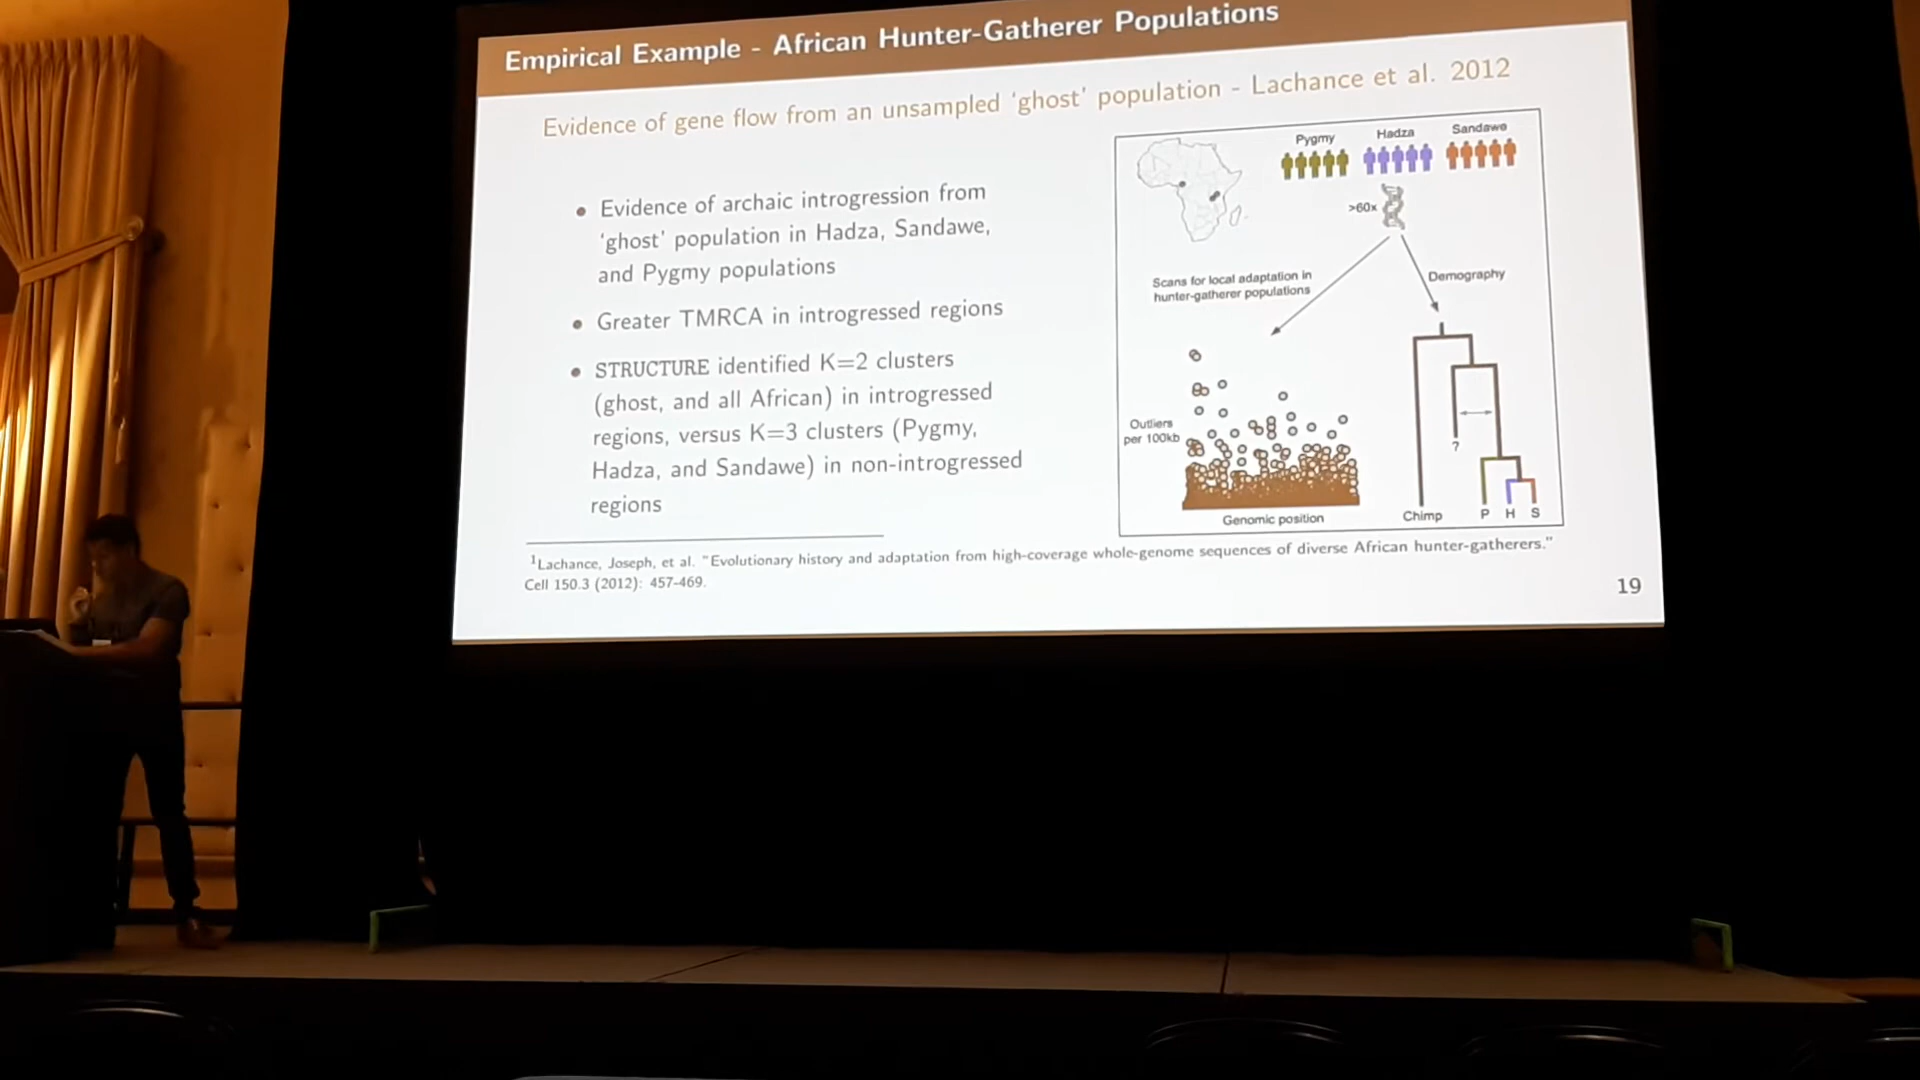 Empirical Example - African Hunter-Gatherer Populations
Evidence of gene flow from an unsampled ‘ghost’ population - Lachance et al. 2012
• Evidence of archaic introgression from
‘ghost’ population in Hadza, Sandawe,
and Pygmy populations
• Greater TMRCA in introgressed regions
• STRUCTURE identified K=2 clusters
(ghost, and all African) in introgressed
regions, versus K=3 clusters (Pygmy,
Hadza, and Sandawe) in non-introgressed
regions
Pygmy Hadza Sandawe
>60x
Scans for local adaptation in
hunter-gatherer populations
Demography
Outliers
per 100kb
?
Genomic position
Chimp P H S
1Lachance, Joseph, et al. "Evolutionary history and adaptation from high-coverage whole-genome sequences of diverse African hunter-gatherers."
Cell 150.3 (2012): 457-469.
19